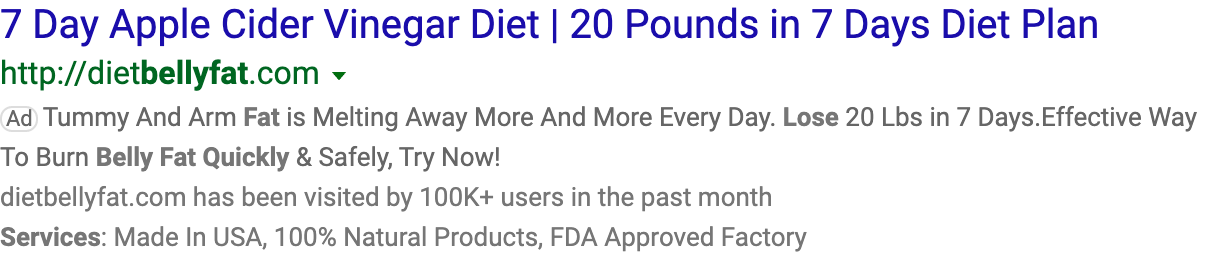 7 Day Apple Cider Vinegar Diet | 20 Pounds in 7 Days Diet Plan
http://dietbellyfat.com
Ad Tummy And Arm Fat is Melting Away More And More Every Day. Lose 20 Lbs in 7 Days.Effective Way
To Burn Belly Fat Quickly & Safely, Try Now!
dietbellyfat.com has been visited by 100K+ users in the past month
Services: Made In USA, 100% Natural Products, FDA Approved Factory